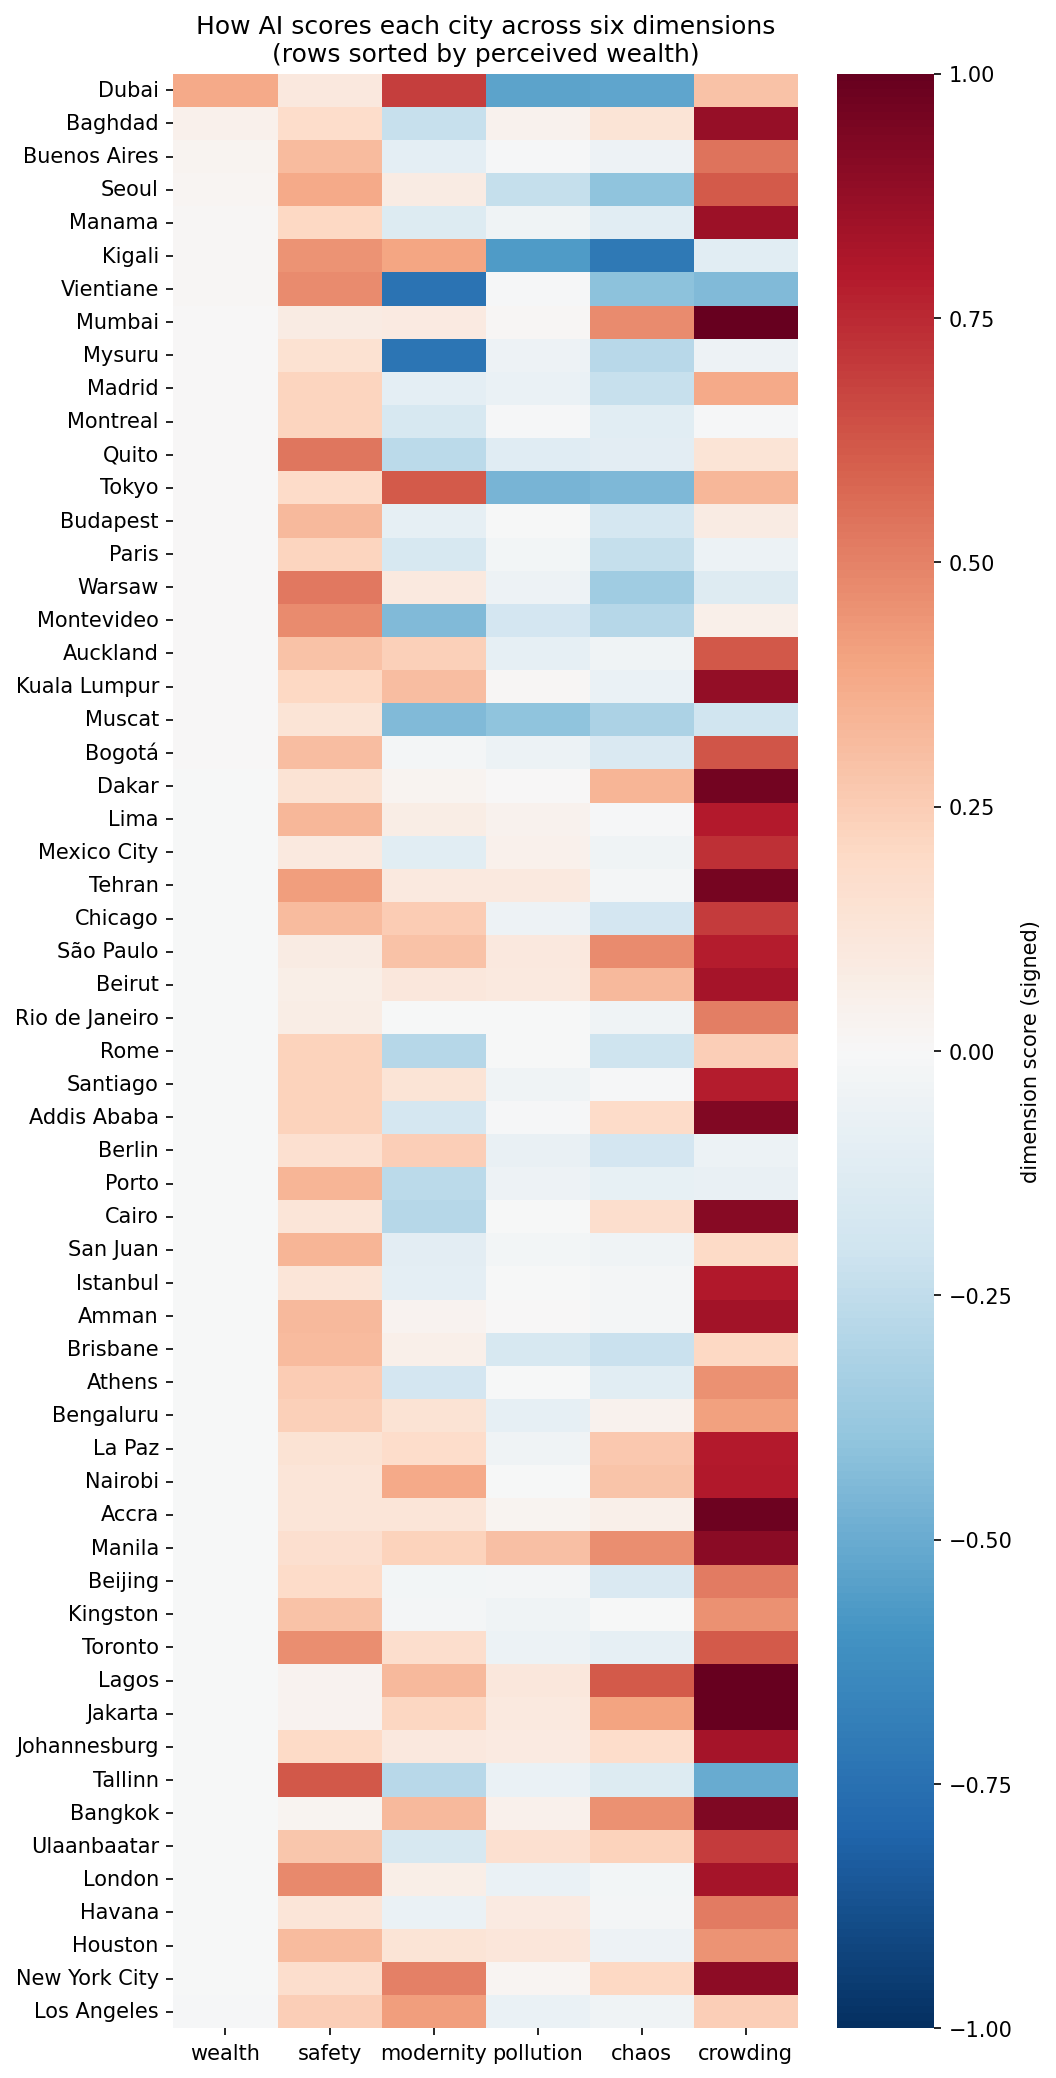 How AI scores each city across six dimensions
(rows sorted by perceived wealth)
Dubai
Baghdad
Buenos Aires
Seoul
Manama
Kigali
Vientiane
Mumbai
Mysuru
Madrid
Montreal
Quito
Tokyo
Budapest
Paris
Warsaw
Montevideo
Auckland
Kuala Lumpur
Muscat
Bogotá
Dakar
Lima
Mexico City
Tehran
Chicago
São Paulo
Beirut
Rio de Janeiro
Rome
Santiago
Addis Ababa
Berlin
Porto
Cairo
San Juan
Istanbul
Amman
Brisbane
Athens
Bengaluru
La Paz
Nairobi
Accra
Manila
Beijing
Kingston
Toronto
Lagos
Jakarta
Johannesburg
Tallinn
Bangkok
Ulaanbaatar
London
Havana
Houston
New York City
Los Angeles
wealth safety modernity pollution chaos crowding
1.00
0.75
0.50
0.25
0.00
−0.25
−0.50
−0.75
−1.00
dimension score (signed)